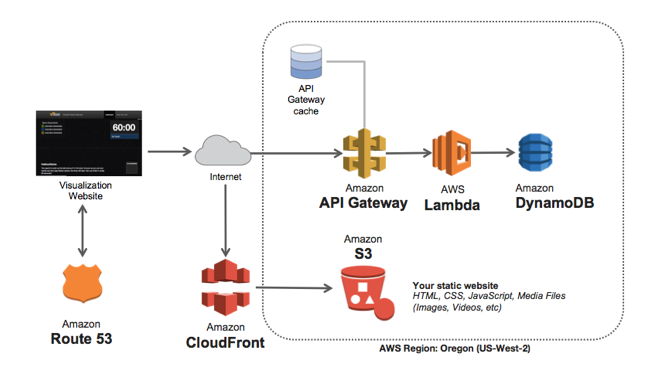 API
Gateway
cache
60:00
Visualization
Website
Internet
Amazon
API Gateway
AWS
Lambda
Amazon
DynamoDB
Amazon
Route 53
Amazon
CloudFront
Amazon
S3
Your static website
HTML, CSS, JavaScript, Media Files
(Images, Videos, etc)
AWS Region: Oregon (US-West-2)